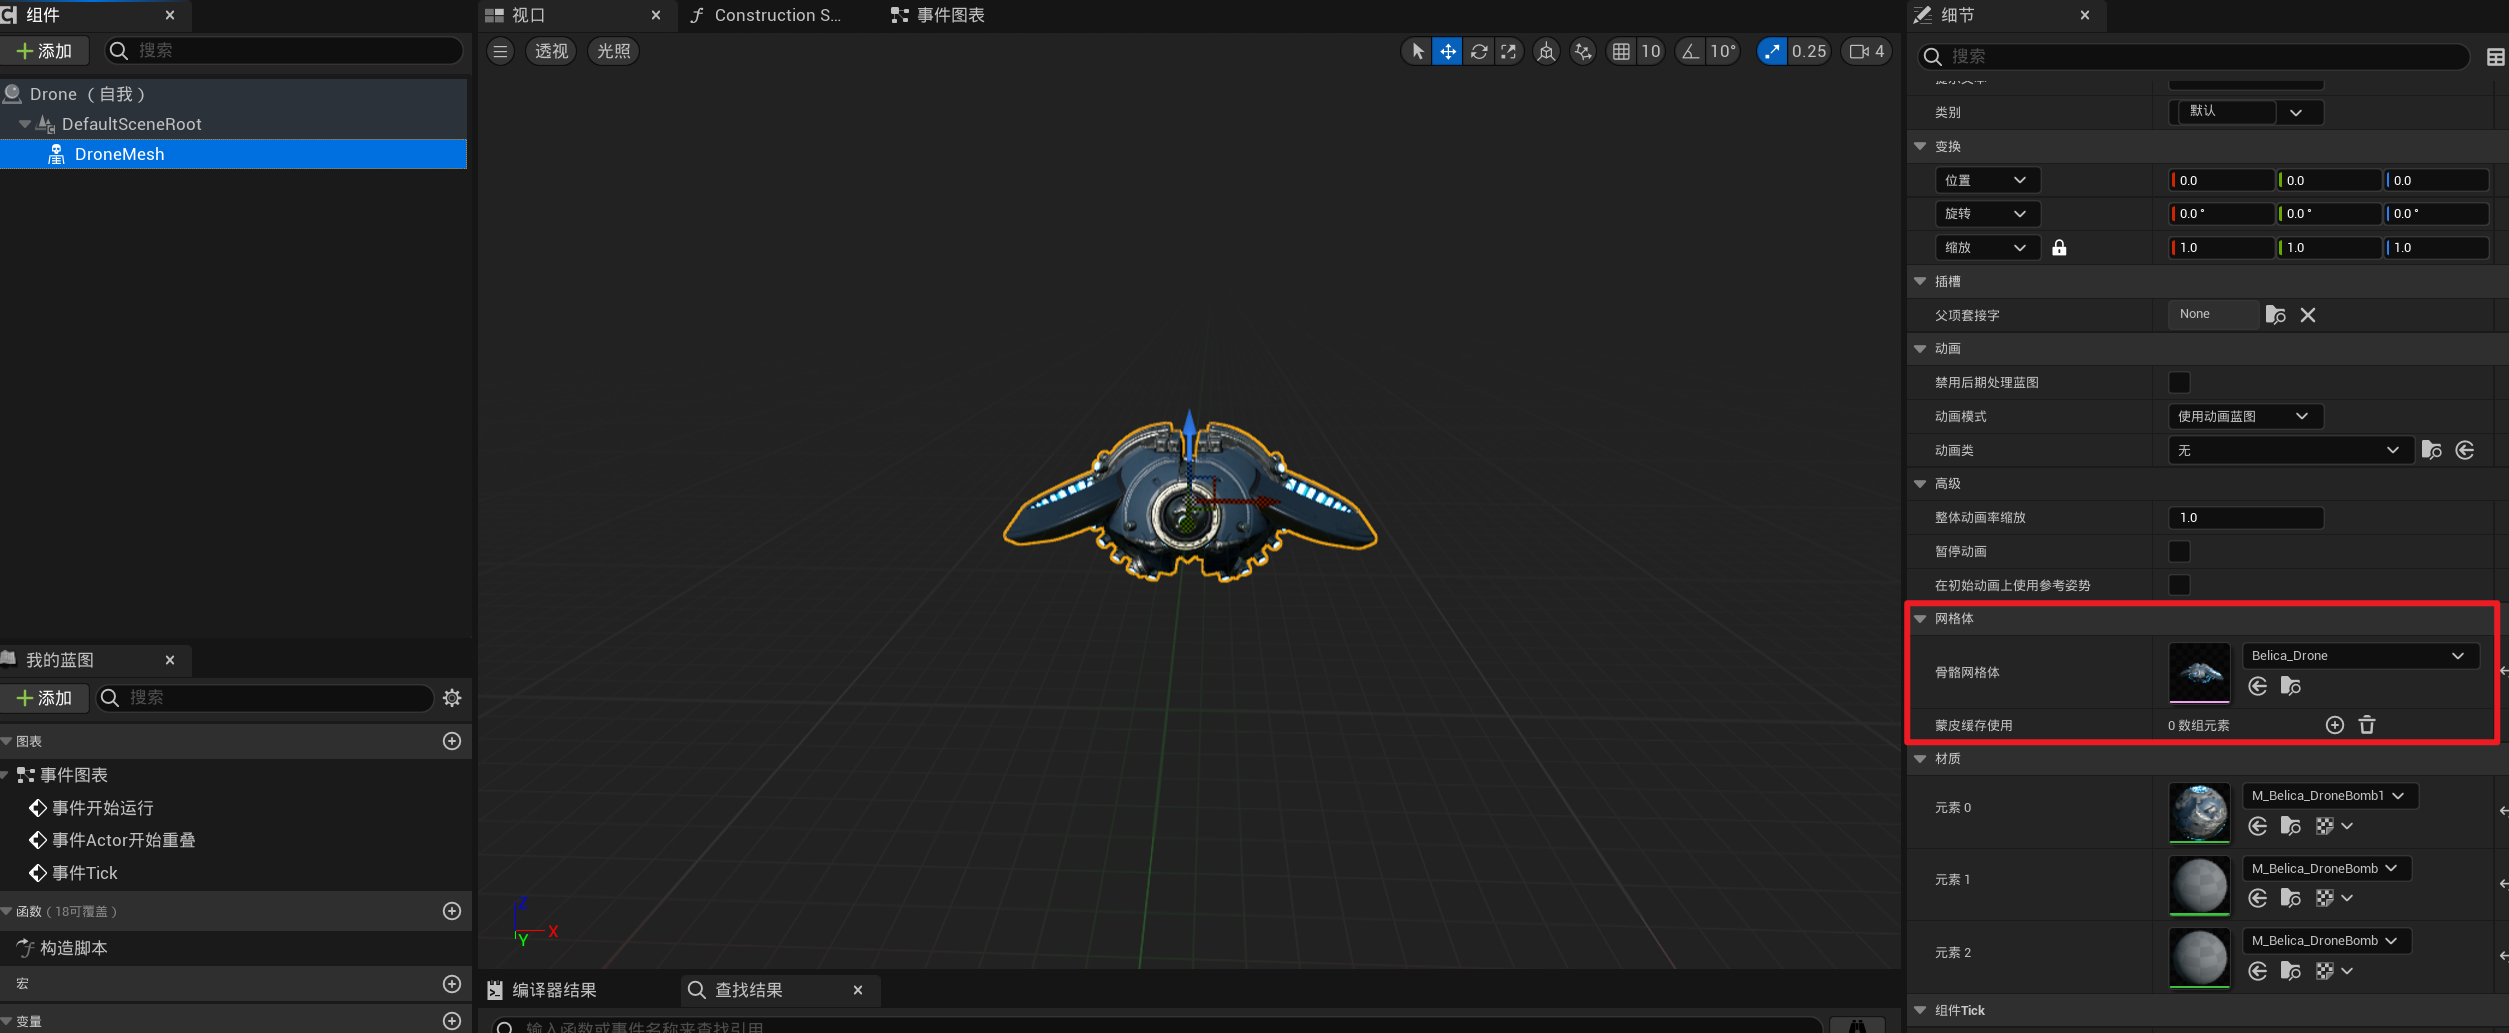 组件
添加
搜索
Drone （自我）
DefaultSceneRoot
DroneMesh
我的蓝图
添加
搜索
图表
事件图表
事件开始运行
事件Actor开始重叠
事件Tick
函数（18可覆盖）
构造脚本
宏
变量
视口
Construction S...
事件图表
透视
光照
10
10°
0.25
4
Z
X
Y
编译器结果
查找结果
输入函数或事件名称来查找引用
细节
搜索
类别
默认
变换
位置
0.0
0.0
0.0
旋转
0.0 °
0.0 °
0.0 °
缩放
1.0
1.0
1.0
插槽
父项套接字
None
动画
禁用后期处理蓝图
动画模式
使用动画蓝图
动画类
无
高级
整体动画率缩放
1.0
暂停动画
在初始动画上使用参考姿势
网格体
骨骼网格体
Belica_Drone
蒙皮缓存使用
0 数组元素
材质
元素 0
M_Belica_DroneBomb1
元素 1
M_Belica_DroneBomb
元素 2
M_Belica_DroneBomb
组件Tick